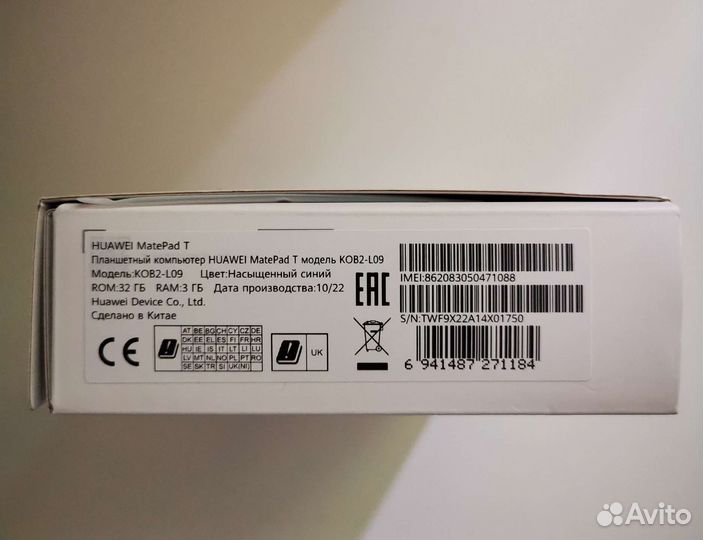 HUAWEI MatePad T
Планшетный компьютер HUAWEI MatePad T модель KOB2-L09
Модель:KOB2-L09 Цвет:Насыщенный синий
ROM:32 ГБ RAM:3 ГБ Дата производства:10/22
Huawei Device Co., Ltd.
Сделано в Китае
EAC
IMEI:862083050471088
S/N:TWF9X22A14X01750
CE
AT BE BG CH CY CZ DE
DK EE EL ES FI FR HR
HU IE IS IT LT LI LU
LV MT NL NO PL PT RO
SE SK TR SI UK(NI)
UK
6 941487 271184
Avito